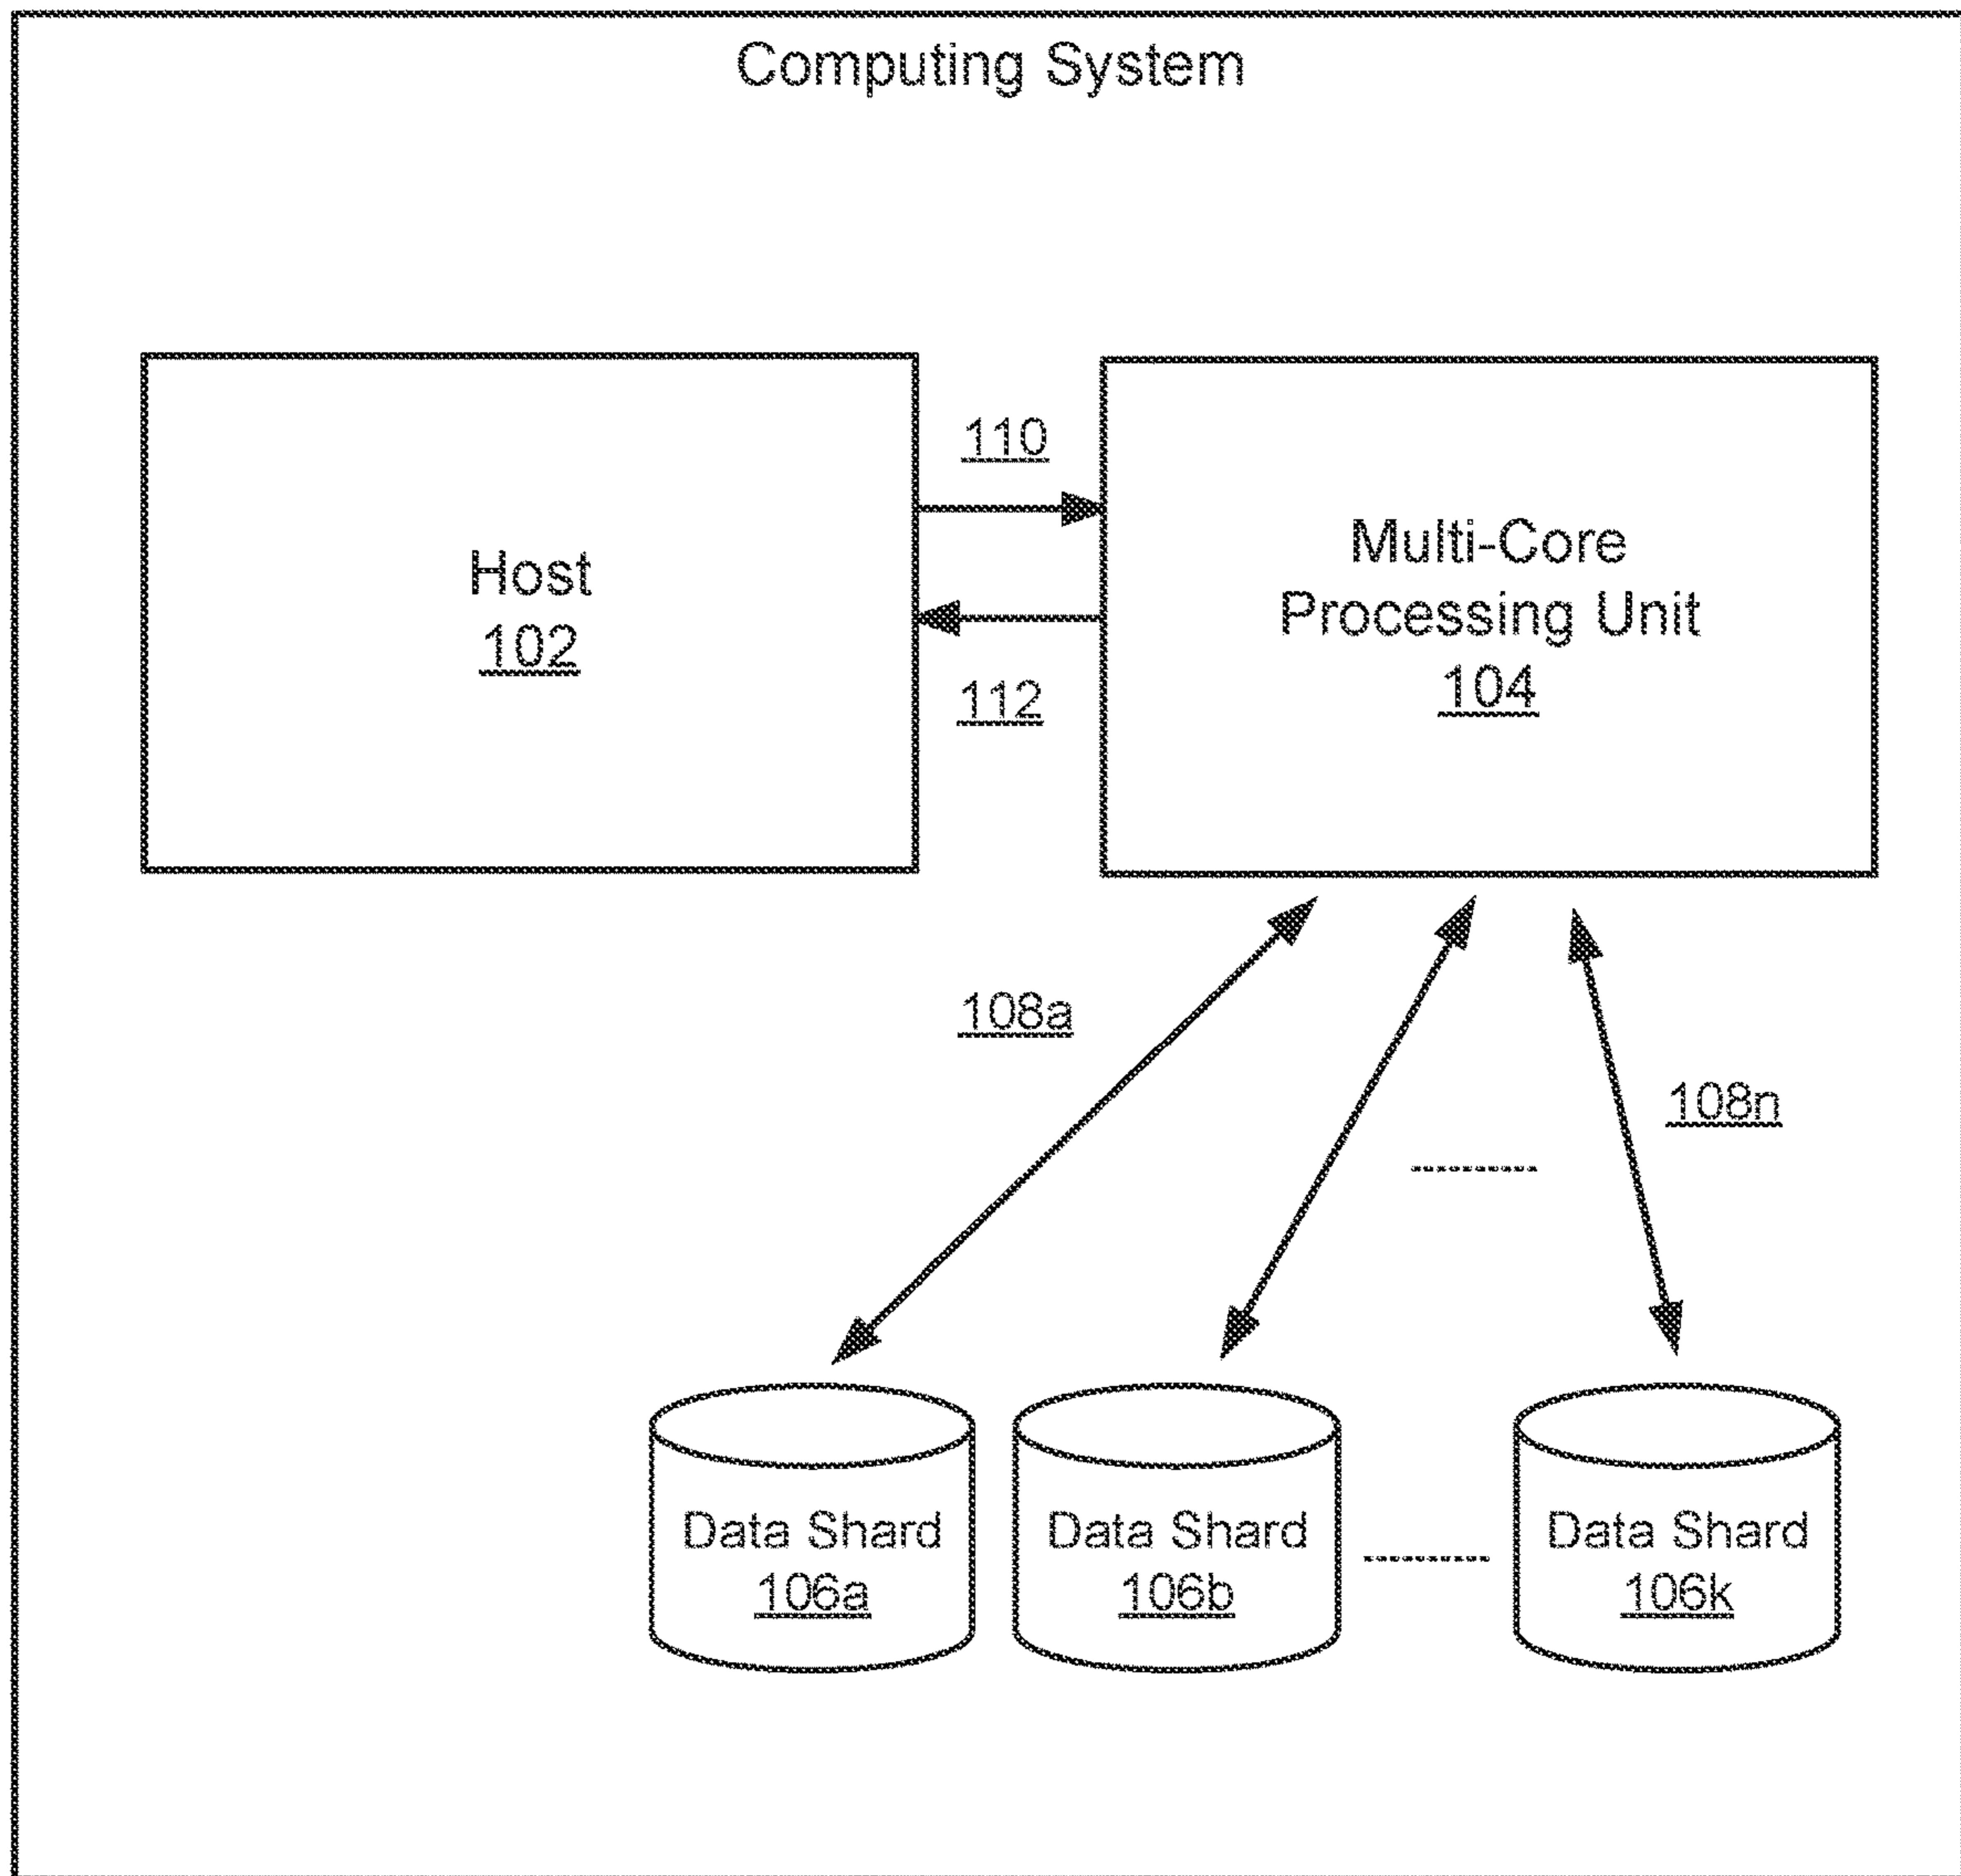 Computing System
Host
102
110
112
Multi-Core
Processing Unit
104
108a
108n
Data Shard
106a
Data Shard
106b
Data Shard
106k